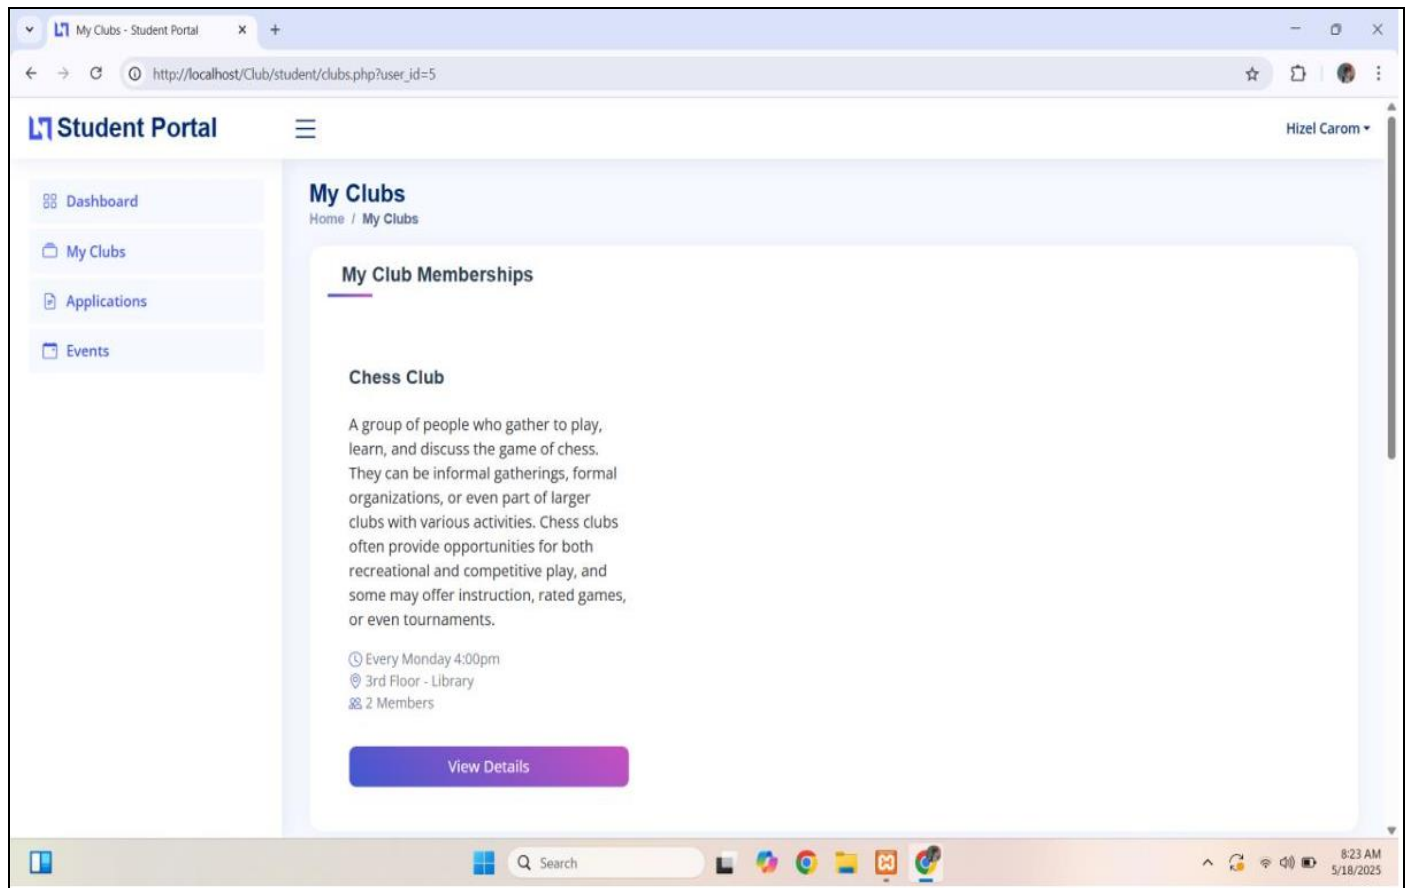 My Clubs - Student Portal
http://localhost/Club/student/clubs.php?user_id=5
Student Portal
Hizel Carom
Dashboard
My Clubs
Applications
Events
My Clubs
Home / My Clubs
My Club Memberships
Chess Club
A group of people who gather to play,
learn, and discuss the game of chess.
They can be informal gatherings, formal
organizations, or even part of larger
clubs with various activities. Chess clubs
often provide opportunities for both
recreational and competitive play, and
some may offer instruction, rated games,
or even tournaments.
Every Monday 4:00pm
3rd Floor - Library
2 Members
View Details
Search
8:23 AM
5/18/2025